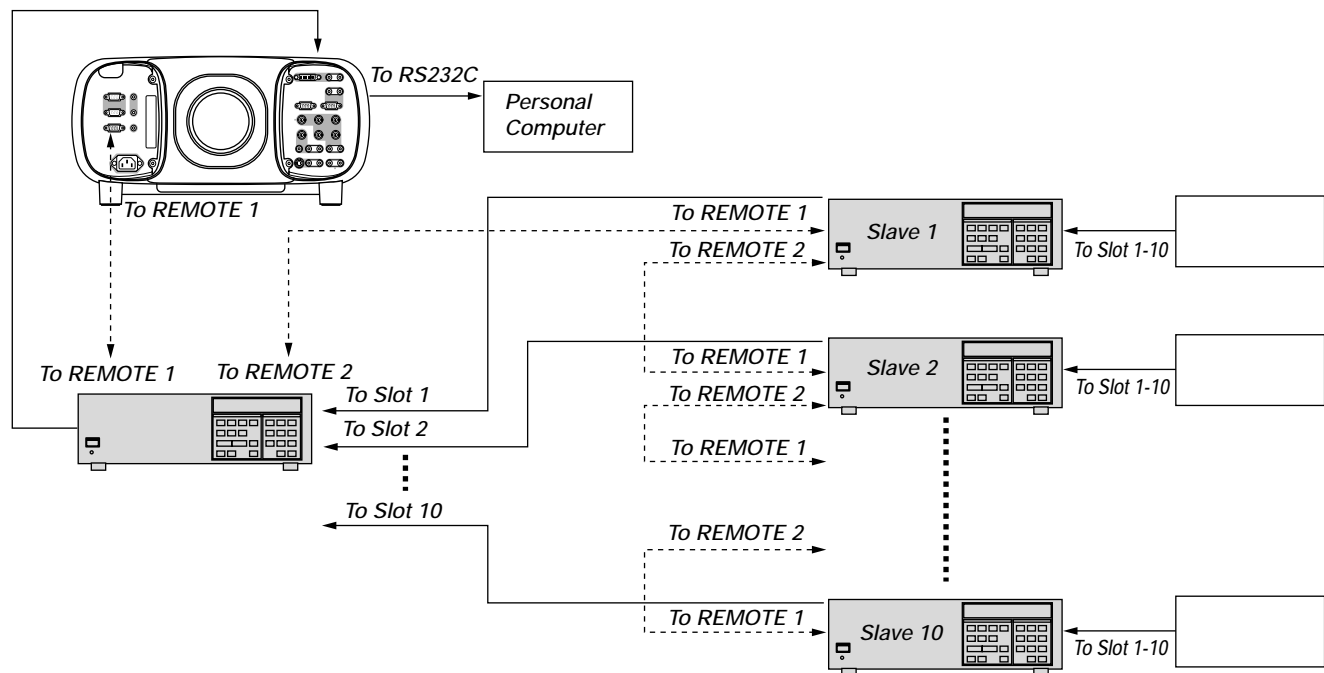 To RS232C
Personal
Computer
To REMOTE 1
To REMOTE 1
To REMOTE 2
To Slot 1
To Slot 2
To Slot 10
To REMOTE 1
To REMOTE 2
Slave 1
To Slot 1-10
To REMOTE 1
To REMOTE 2
Slave 2
To Slot 1-10
To REMOTE 1
To REMOTE 2
To REMOTE 1
Slave 10
To Slot 1-10